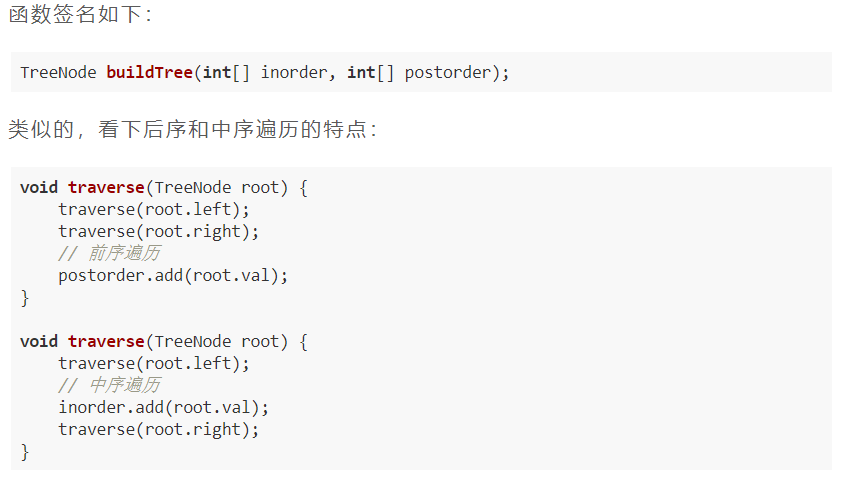 函数签名如下：
TreeNode buildTree(int[] inorder, int[] postorder);
类似的，看下后序和中序遍历的特点：
void traverse(TreeNode root) {
    traverse(root.left);
    traverse(root.right);
    // 前序遍历
    postorder.add(root.val);
}
void traverse(TreeNode root) {
    traverse(root.left);
    // 中序遍历
    inorder.add(root.val);
    traverse(root.right);
}